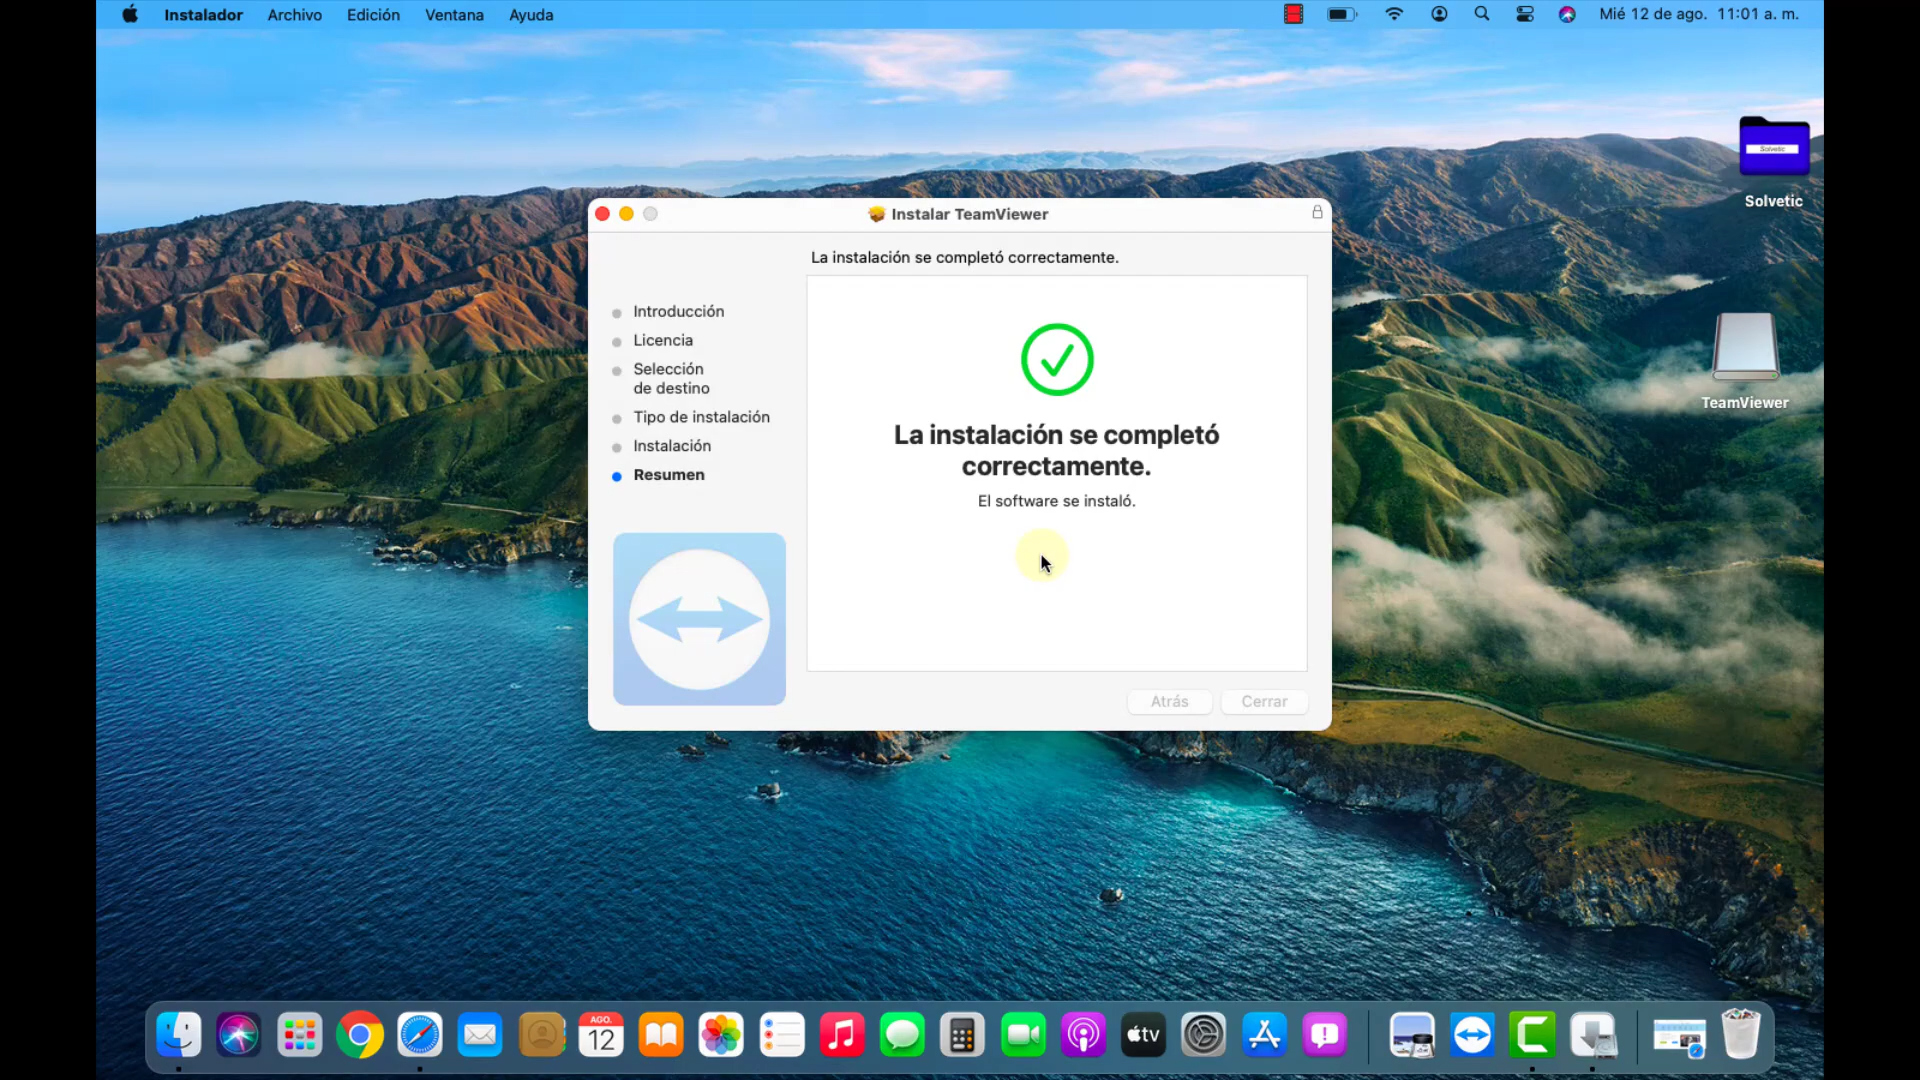 Instalador Archivo Edición Ventana Ayuda Mié 12 de ago. 11:01 a. m.
Solvetic
Solvetic
TeamViewer
Instalar TeamViewer
La instalación se completó correctamente.
Introducción
Licencia
Selección
de destino
Tipo de instalación
Instalación
Resumen
La instalación se completó
correctamente.
El software se instaló.
Atrás Cerrar
AGO.
12
tv